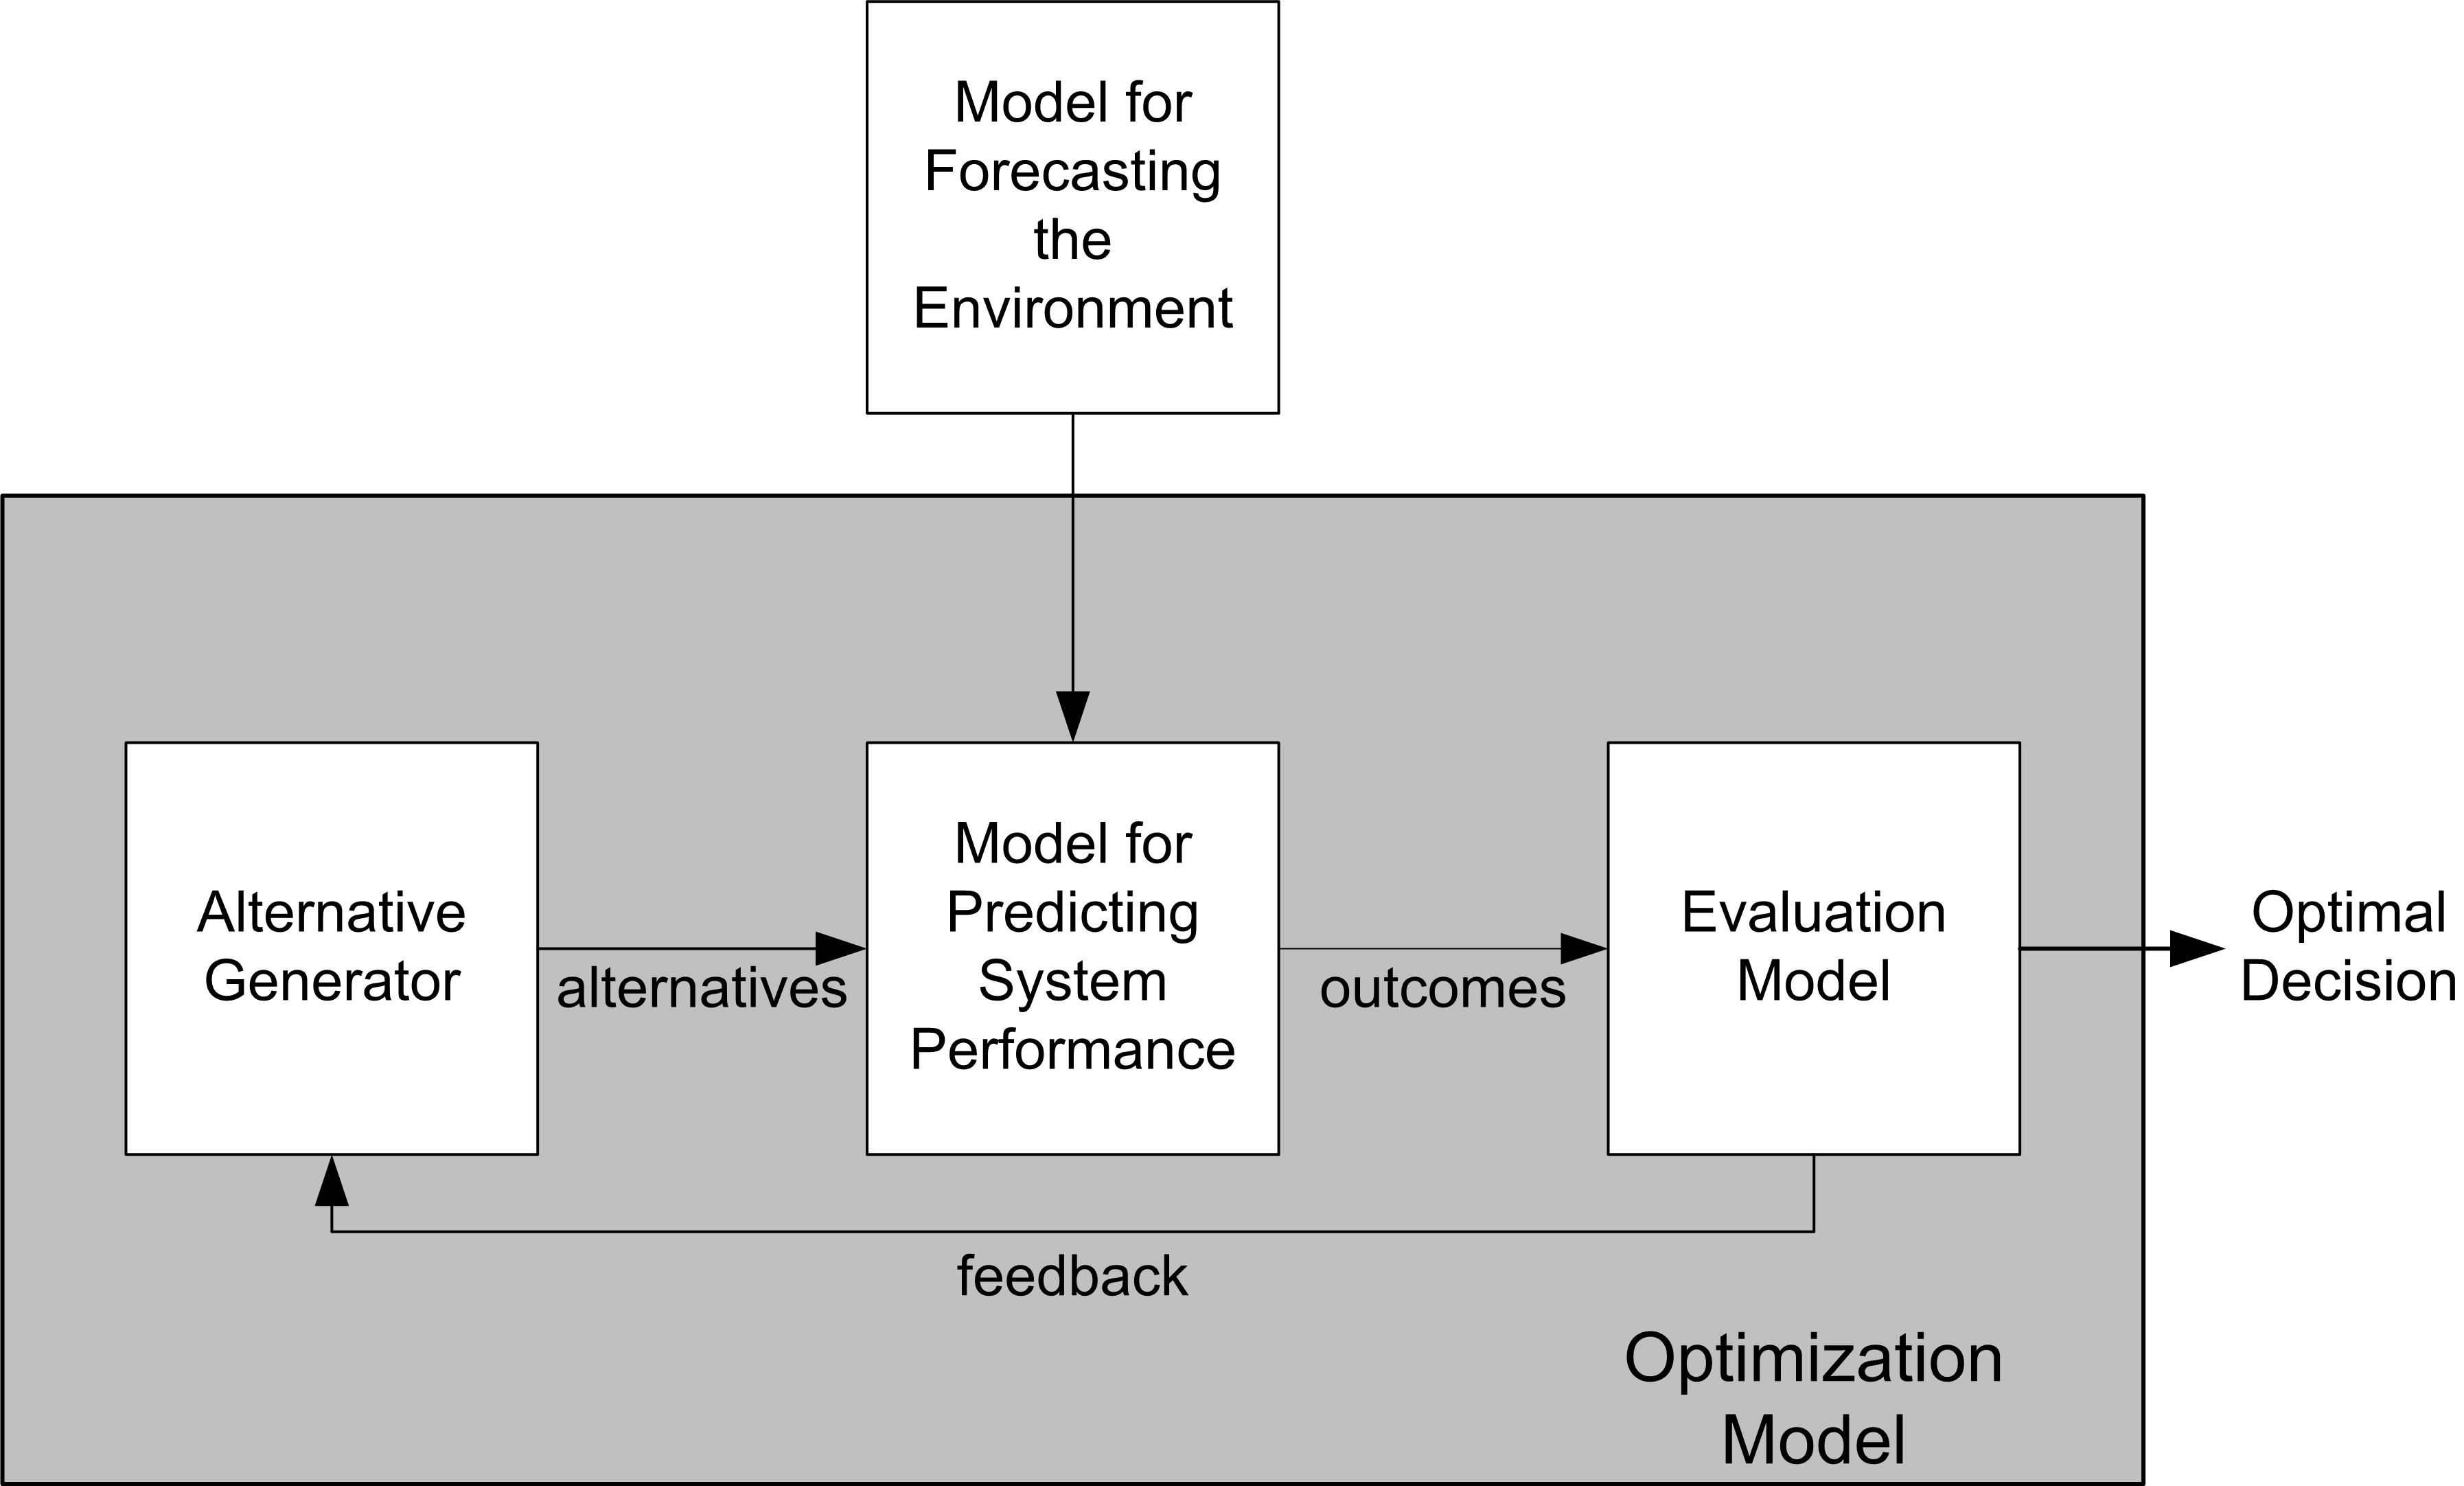 Model for
Forecasting
the
Environment
Alternative
Generator
alternatives
Model for
Predicting
System
Performance
outcomes
Evaluation
Model
Optimal
Decision
feedback
Optimization
Model